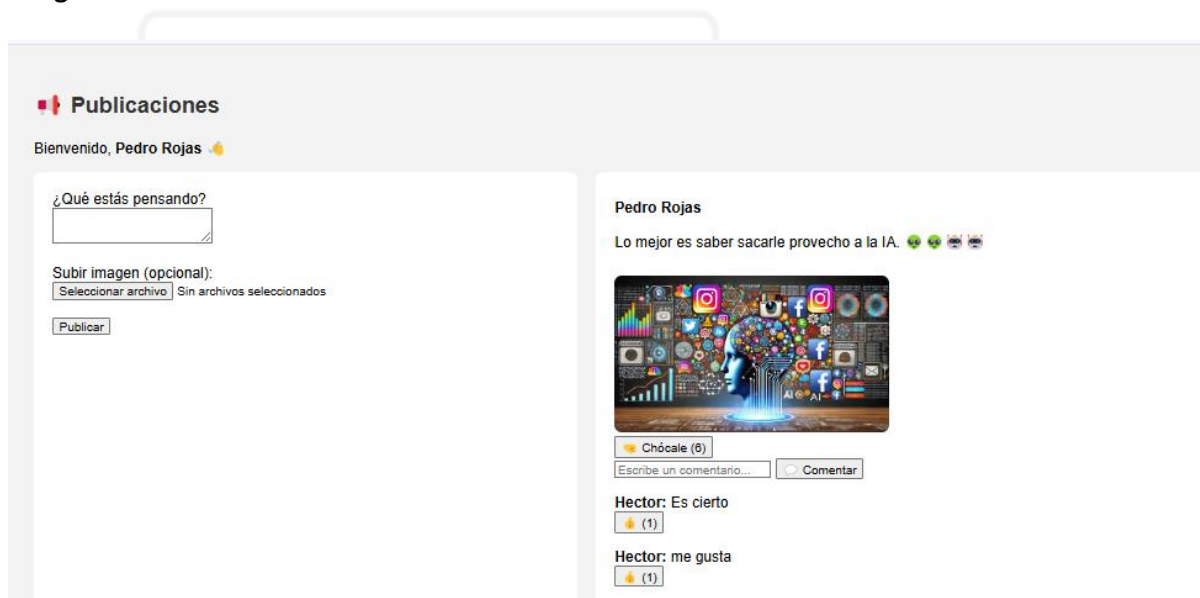 📢 Publicaciones
Bienvenido, Pedro Rojas 👋
¿Qué estás pensando?
Subir imagen (opcional):
Seleccionar archivo Sin archivos seleccionados
Publicar
Pedro Rojas
Lo mejor es saber sacarle provecho a la IA. 👽 👽 🤖 🤖
AI
AI
🤜 Chócale (6)
Escribe un comentario... 💬 Comentar
Hector: Es cierto
👍 (1)
Hector: me gusta
👍 (1)